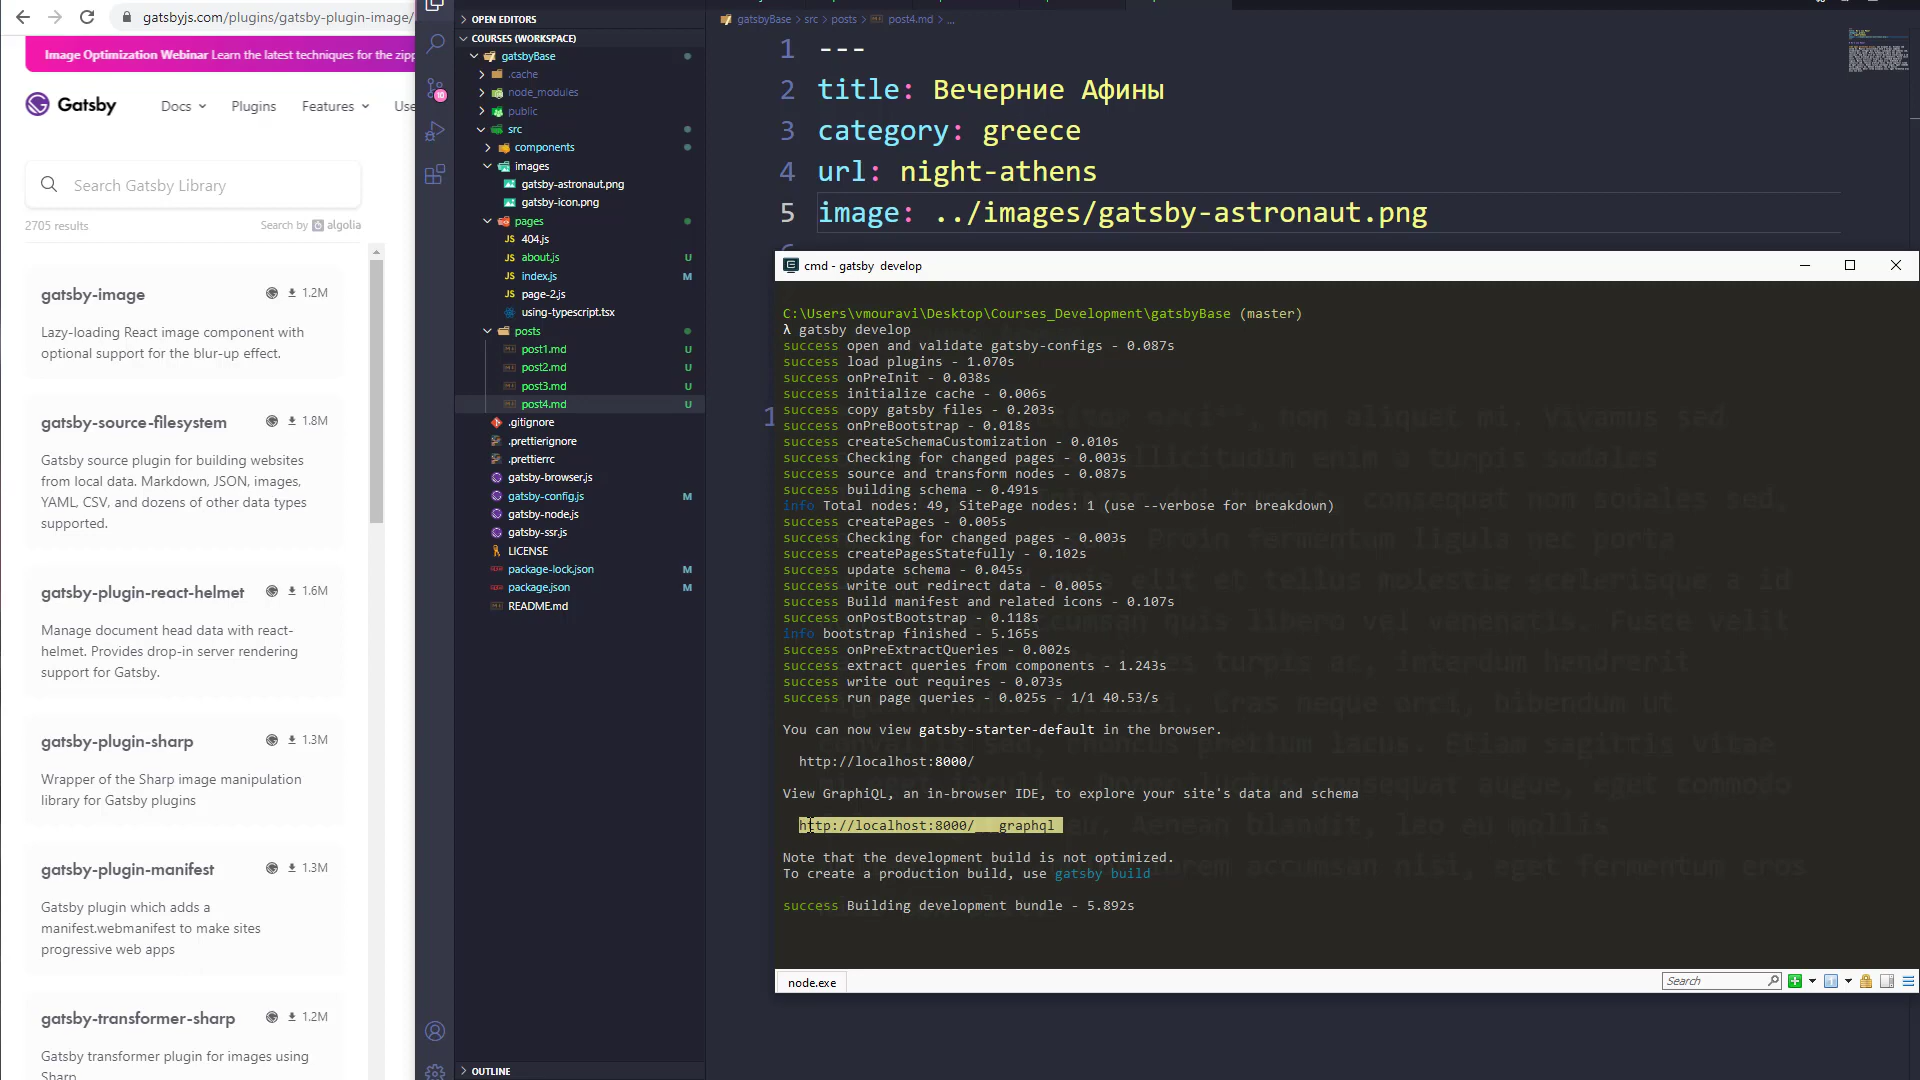 gatsbyjs.com/plugins/gatsby-plugin-image/
Image Optimization Webinar Learn the latest techniques for the zipp
Gatsby
Docs
Plugins
Features
Use
Search Gatsby Library
2705 results
Search by algolia
gatsby-image
1.2M
Lazy-loading React image component with
optional support for the blur-up effect.
gatsby-source-filesystem
1.8M
Gatsby source plugin for building websites
from local data. Markdown, JSON, images,
YAML, CSV, and dozens of other data types
supported.
gatsby-plugin-react-helmet
1.6M
Manage document head data with react-
helmet. Provides drop-in server rendering
support for Gatsby.
gatsby-plugin-sharp
1.3M
Wrapper of the Sharp image manipulation
library for Gatsby plugins
gatsby-plugin-manifest
1.3M
Gatsby plugin which adds a
manifest.webmanifest to make sites
progressive web apps
gatsby-transformer-sharp
1.2M
Gatsby transformer plugin for images using
Sharp
OPEN EDITORS
COURSES (WORKSPACE)
gatsbyBase
.cache
node_modules
public
src
components
images
gatsby-astronaut.png
gatsby-icon.png
pages
JS 404.js
JS about.js U
JS index.js M
JS page-2.js
using-typescript.tsx
posts
post1.md U
post2.md U
post3.md U
post4.md U
.gitignore
.prettierignore
.prettierrc
gatsby-browser.js
gatsby-config.js M
gatsby-node.js
gatsby-ssr.js
LICENSE
package-lock.json M
package.json M
README.md
OUTLINE
gatsbyBase > src > posts > post4.md > ...
1 ---
2 title: Вечерние Афины
3 category: greece
4 url: night-athens
5 image: ../images/gatsby-astronaut.png
cmd - gatsby develop
C:\Users\vmouravi\Desktop\Courses_Development\gatsbyBase (master)
λ gatsby develop
success open and validate gatsby-configs - 0.087s
success load plugins - 1.070s
success onPreInit - 0.038s
success initialize cache - 0.006s
success copy gatsby files - 0.203s
success onPreBootstrap - 0.018s
success createSchemaCustomization - 0.010s
success Checking for changed pages - 0.003s
success source and transform nodes - 0.087s
success building schema - 0.491s
info Total nodes: 49, SitePage nodes: 1 (use --verbose for breakdown)
success createPages - 0.005s
success Checking for changed pages - 0.003s
success createPagesStatefully - 0.102s
success update schema - 0.045s
success write out redirect data - 0.005s
success Build manifest and related icons - 0.107s
success onPostBootstrap - 0.118s
info bootstrap finished - 5.165s
success onPreExtractQueries - 0.002s
success extract queries from components - 1.243s
success write out requires - 0.073s
success run page queries - 0.025s - 1/1 40.53/s
You can now view gatsby-starter-default in the browser.
http://localhost:8000/
View GraphiQL, an in-browser IDE, to explore your site's data and schema
http://localhost:8000/___graphql
Note that the development build is not optimized.
To create a production build, use gatsby build
success Building development bundle - 5.892s
node.exe
Search